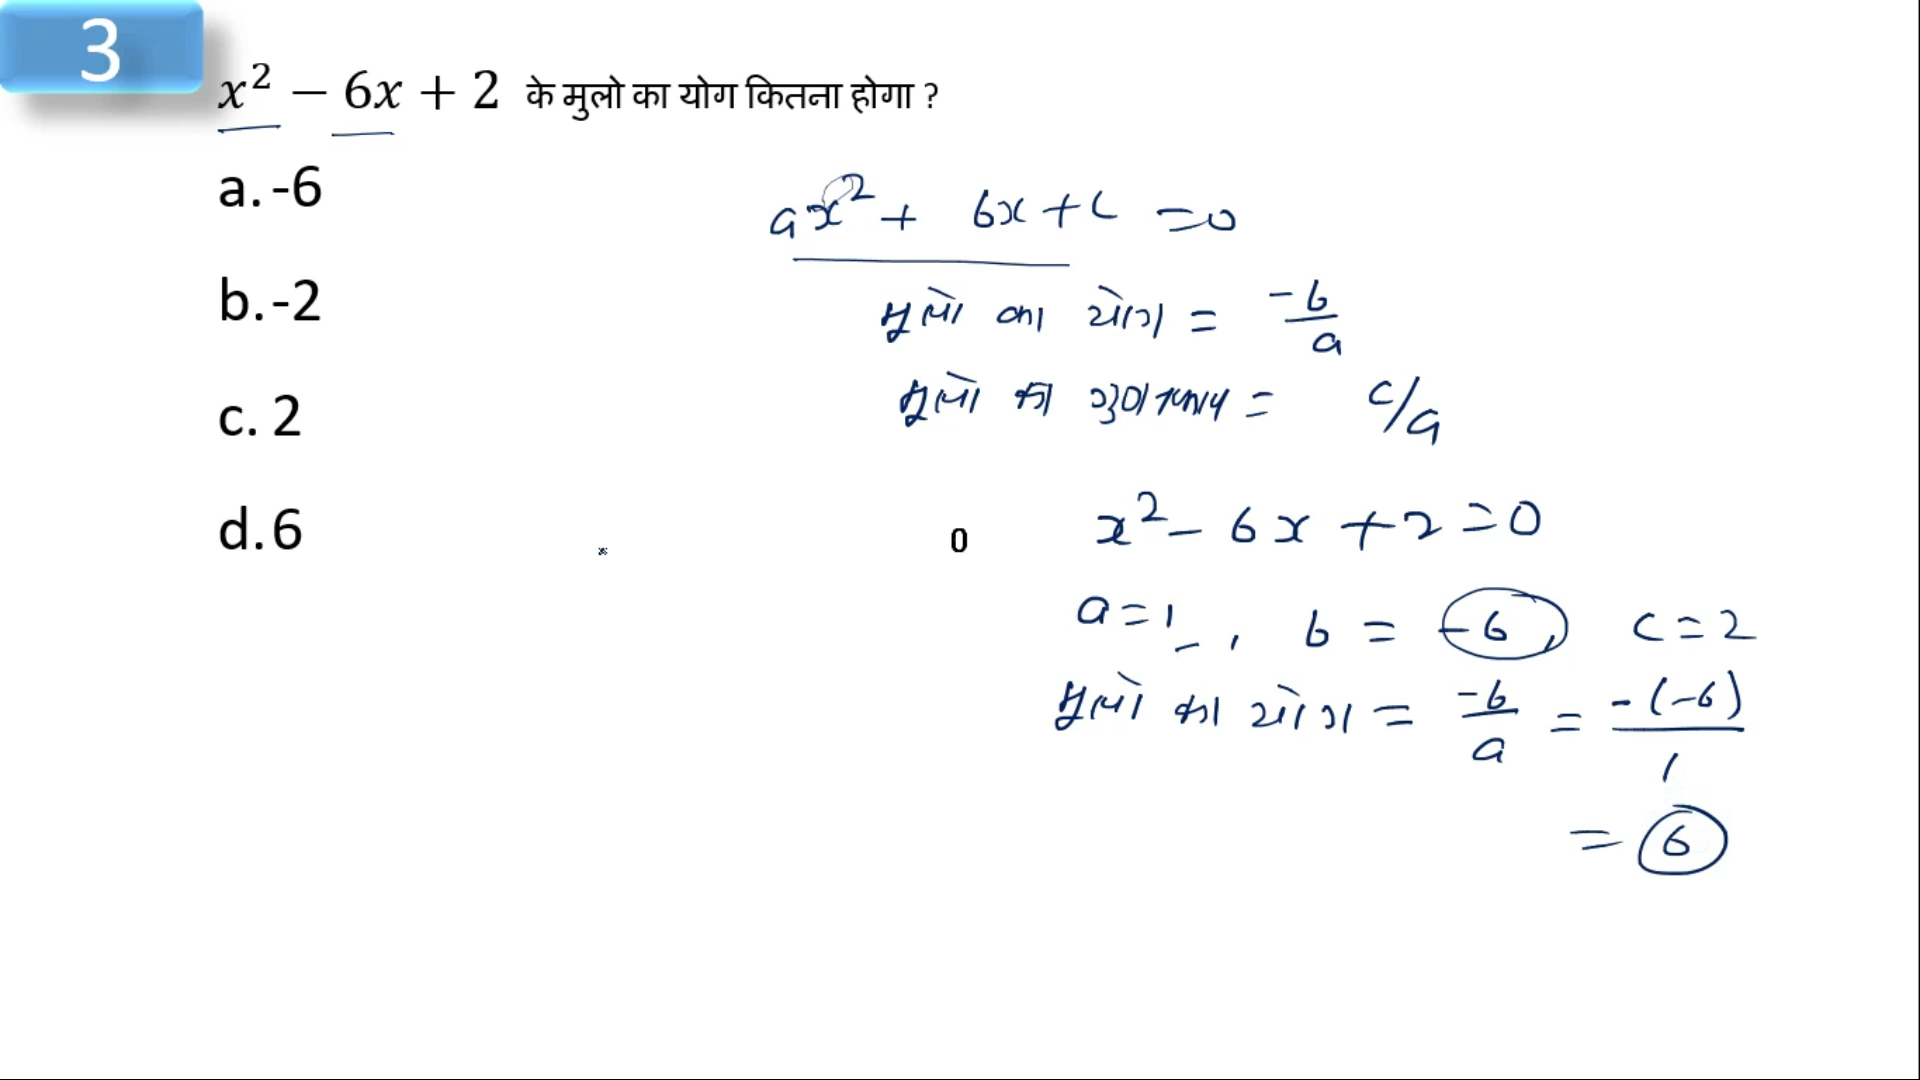 3
x² − 6x + 2 के मुलो का योग कितना होगा ?
a. -6
b. -2
c. 2
d. 6
ax² + bx + c = 0
मुलो का योग = -b/a
मुलो का गुणनफल = c/a
0
x² - 6x + 2 = 0
a = 1, b = -6, c = 2
मुलो का योग = -b/a = -(-6)/1
= 6